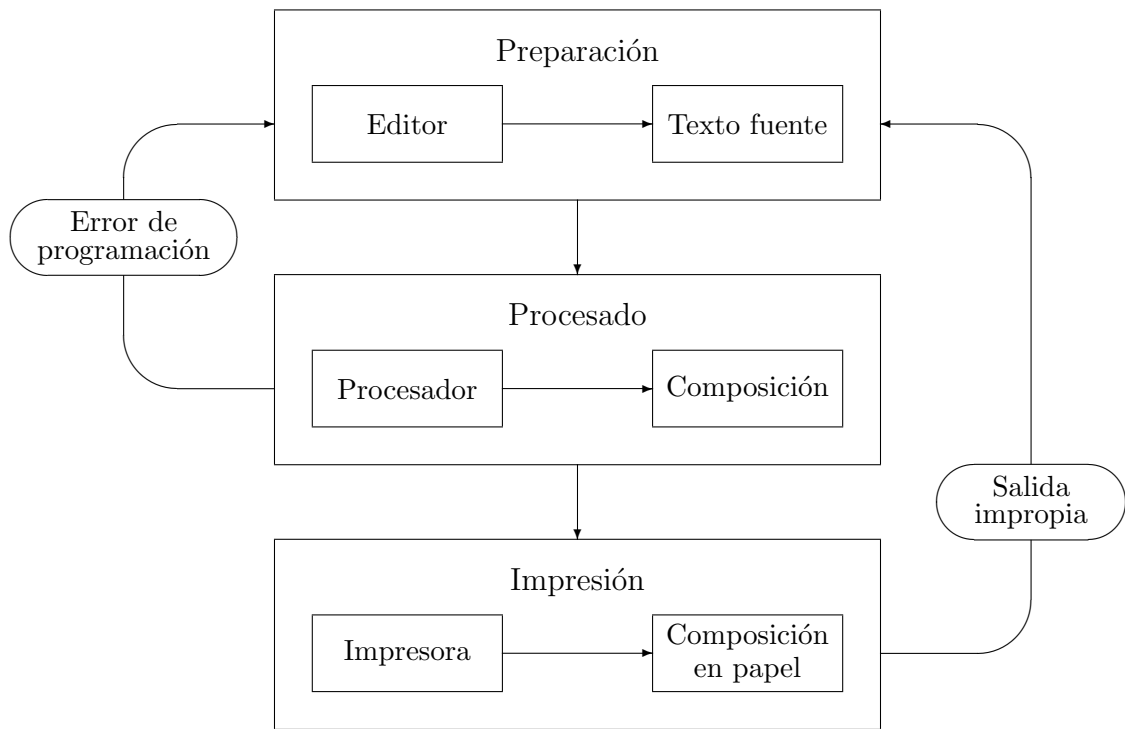 Preparación
Editor
Texto fuente
Error de
programación
Procesado
Procesador
Composición
Salida
impropia
Impresión
Impresora
Composición
en papel